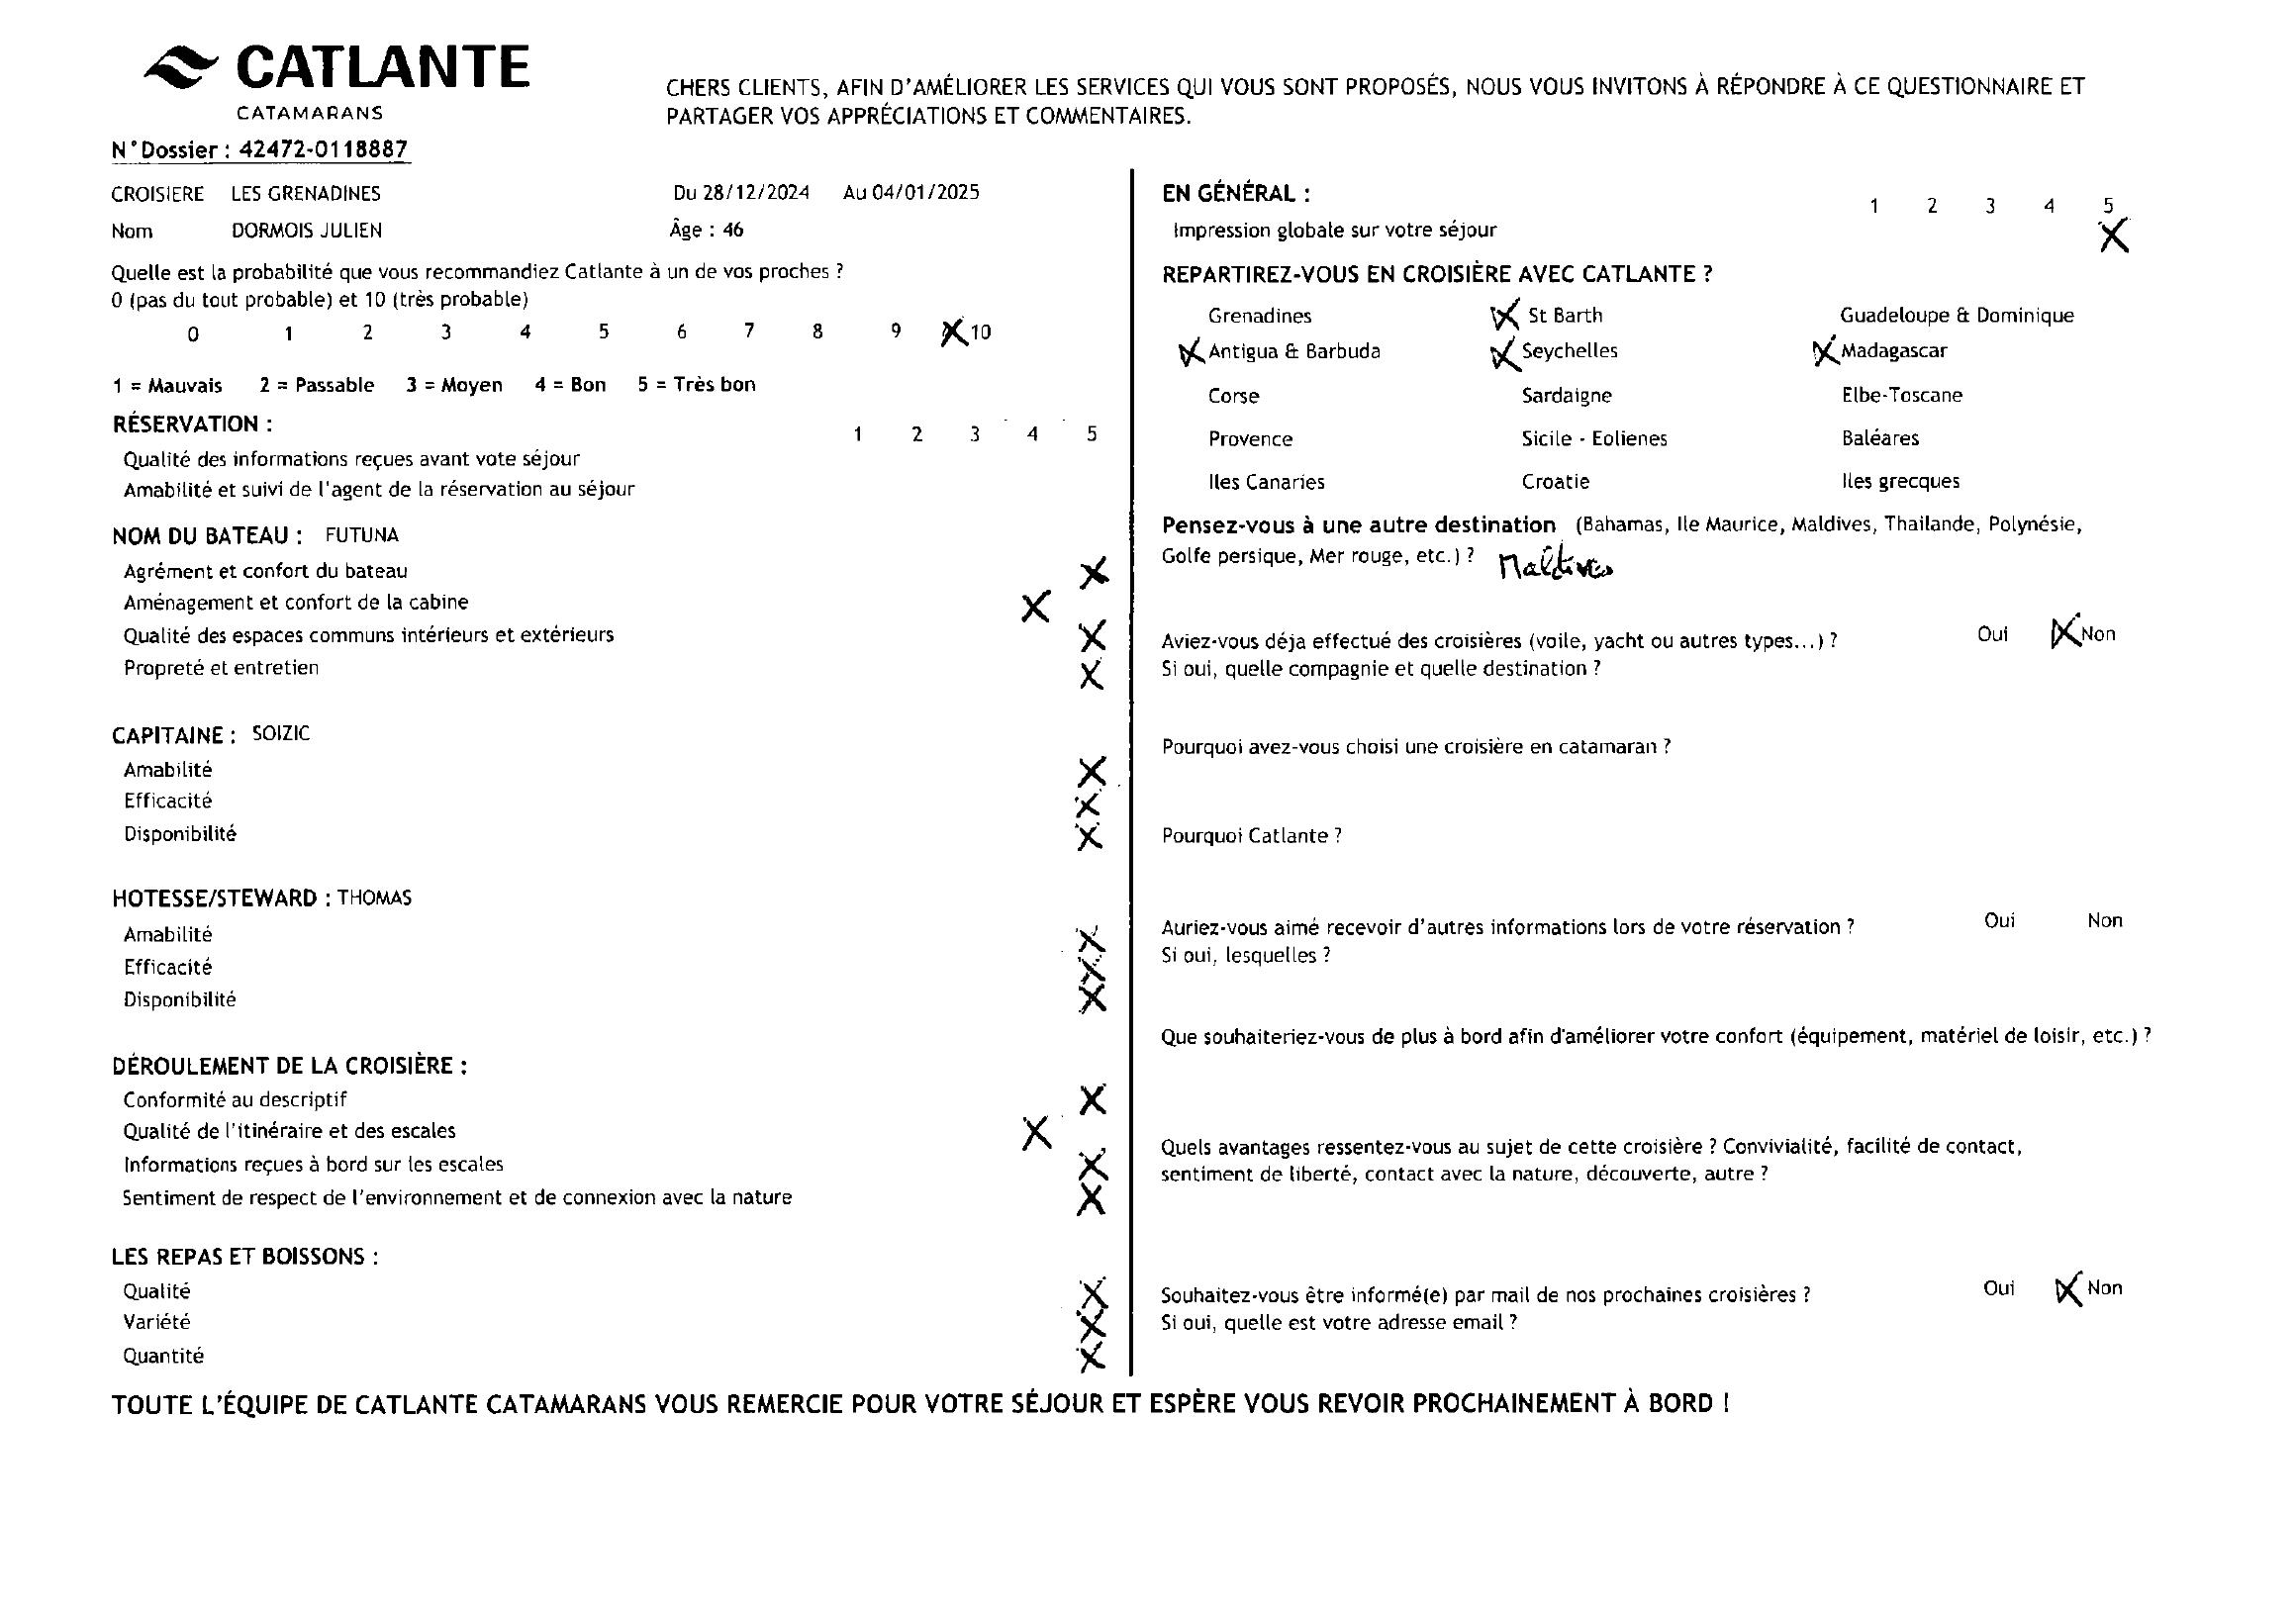 CATLANTE
CATAMARANS
CHERS CLIENTS, AFIN D'AMÉLIORER LES SERVICES QUI VOUS SONT PROPOSÉS, NOUS VOUS INVITONS À RÉPONDRE À CE QUESTIONNAIRE ET
PARTAGER VOS APPRÉCIATIONS ET COMMENTAIRES.
N°Dossier : 42472-0118887
CROISIERE LES GRENADINES Du 28/12/2024 Au 04/01/2025
Nom DORMOIS JULIEN Âge : 46
Quelle est la probabilité que vous recommandiez Catlante à un de vos proches ?
0 (pas du tout probable) et 10 (très probable)
0 1 2 3 4 5 6 7 8 9 X 10
1 = Mauvais 2 = Passable 3 = Moyen 4 = Bon 5 = Très bon
RÉSERVATION :
1 2 3 4 5
Qualité des informations reçues avant vote séjour
Amabilité et suivi de l'agent de la réservation au séjour
NOM DU BATEAU : FUTUNA
Agrément et confort du bateau X
Aménagement et confort de la cabine X
Qualité des espaces communs intérieurs et extérieurs X
Propreté et entretien X
CAPITAINE : SOIZIC
Amabilité X
Efficacité X
Disponibilité X
HOTESSE/STEWARD : THOMAS
Amabilité X
Efficacité X
Disponibilité X
DÉROULEMENT DE LA CROISIÈRE :
Conformité au descriptif X
Qualité de l'itinéraire et des escales X
Informations reçues à bord sur les escales X
Sentiment de respect de l'environnement et de connexion avec la nature X
LES REPAS ET BOISSONS :
Qualité X
Variété X
Quantité X
EN GÉNÉRAL :
1 2 3 4 5
Impression globale sur votre séjour X
REPARTIREZ-VOUS EN CROISIÈRE AVEC CATLANTE ?
Grenadines X St Barth Guadeloupe & Dominique
X Antigua & Barbuda X Seychelles X Madagascar
Corse Sardaigne Elbe-Toscane
Provence Sicile - Eolienes Baléares
Iles Canaries Croatie Iles grecques
Pensez-vous à une autre destination (Bahamas, Ile Maurice, Maldives, Thailande, Polynésie,
Golfe persique, Mer rouge, etc.) ? Maldives
Aviez-vous déja effectué des croisières (voile, yacht ou autres types...) ? Oui X Non
Si oui, quelle compagnie et quelle destination ?
Pourquoi avez-vous choisi une croisière en catamaran ?
Pourquoi Catlante ?
Auriez-vous aimé recevoir d'autres informations lors de votre réservation ? Oui Non
Si oui, lesquelles ?
Que souhaiteriez-vous de plus à bord afin d'améliorer votre confort (équipement, matériel de loisir, etc.) ?
Quels avantages ressentez-vous au sujet de cette croisière ? Convivialité, facilité de contact,
sentiment de liberté, contact avec la nature, découverte, autre ?
Souhaitez-vous être informé(e) par mail de nos prochaines croisières ? Oui X Non
Si oui, quelle est votre adresse email ?
TOUTE L'ÉQUIPE DE CATLANTE CATAMARANS VOUS REMERCIE POUR VOTRE SÉJOUR ET ESPÈRE VOUS REVOIR PROCHAINEMENT À BORD !